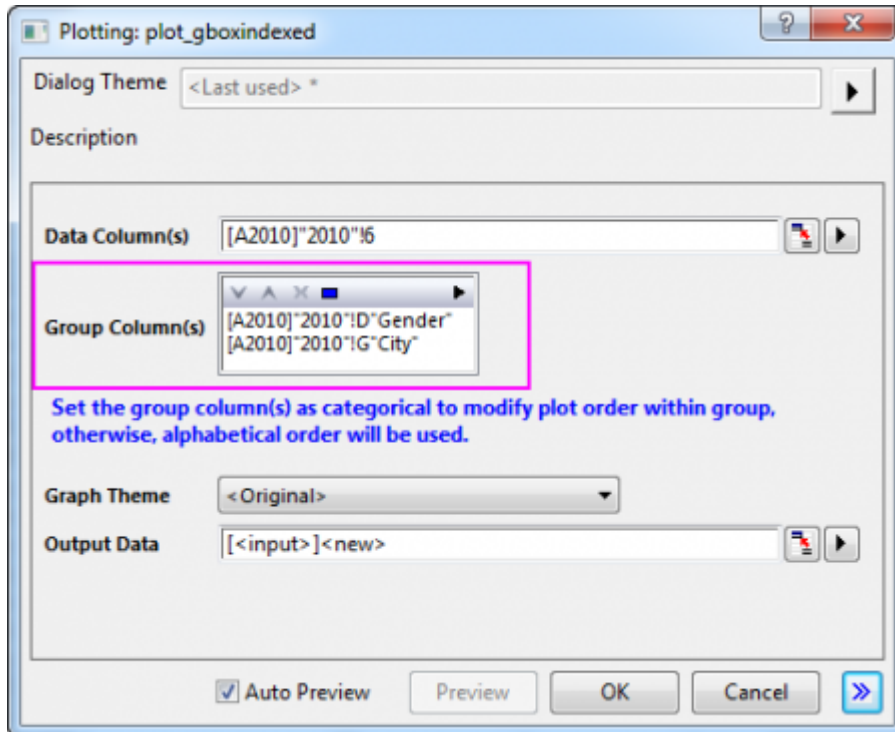 Plotting: plot_gboxindexed
Dialog Theme
<Last used> *
Description
Data Column(s)
[A2010]"2010"!6
Group Column(s)
[A2010]"2010"!D"Gender"
[A2010]"2010"!G"City"
Set the group column(s) as categorical to modify plot order within group,
otherwise, alphabetical order will be used.
Graph Theme
<Original>
Output Data
[<input>]<new>
Auto Preview
Preview
OK
Cancel